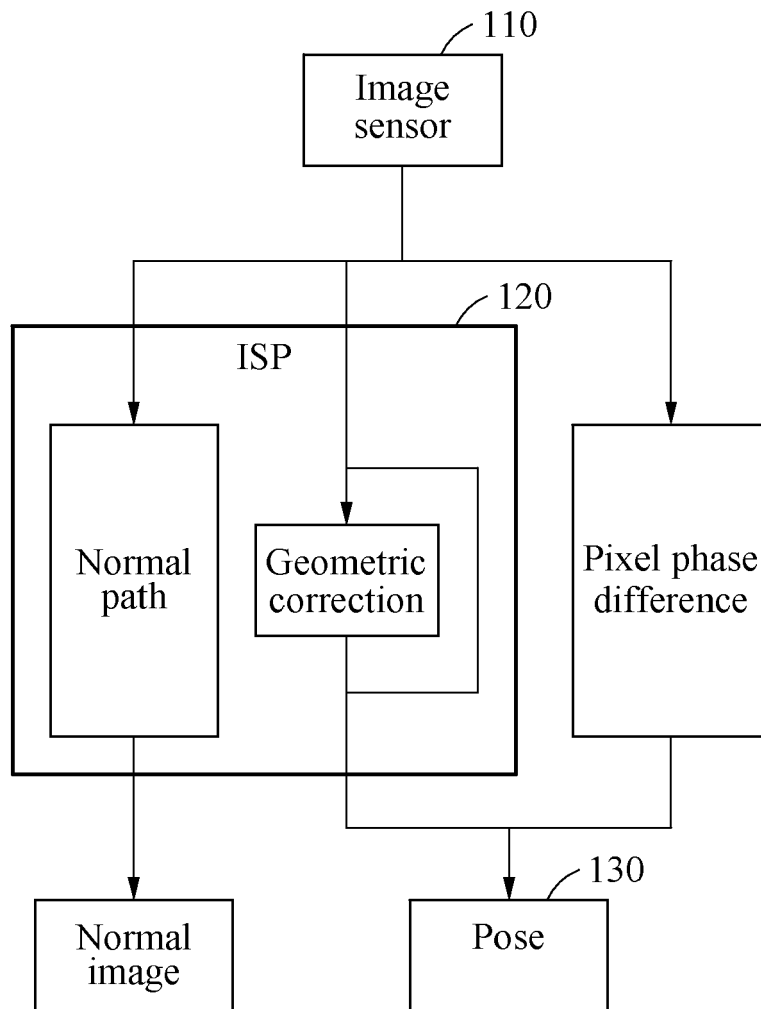 110
Image
sensor
120
ISP
Normal
path
Geometric
correction
Pixel phase
difference
130
Normal
image
Pose